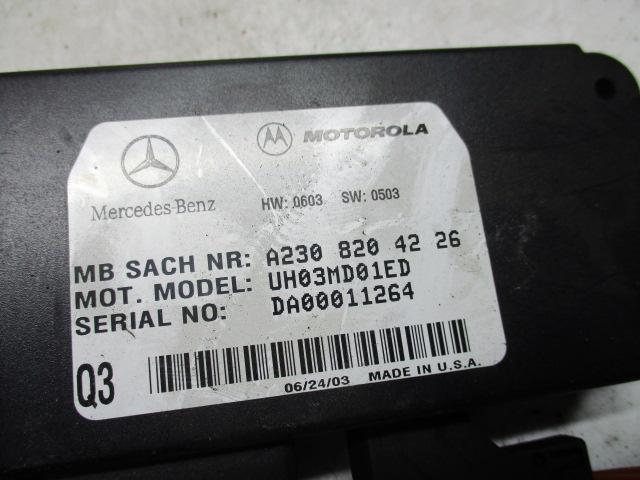 MOTOROLA
Mercedes-Benz
HW: 0603 SW: 0503
MB SACH NR: A230 820 42 26
MOT. MODEL: UH03MD01ED
SERIAL NO: DA00011264
Q3
06/24/03 MADE IN U.S.A.